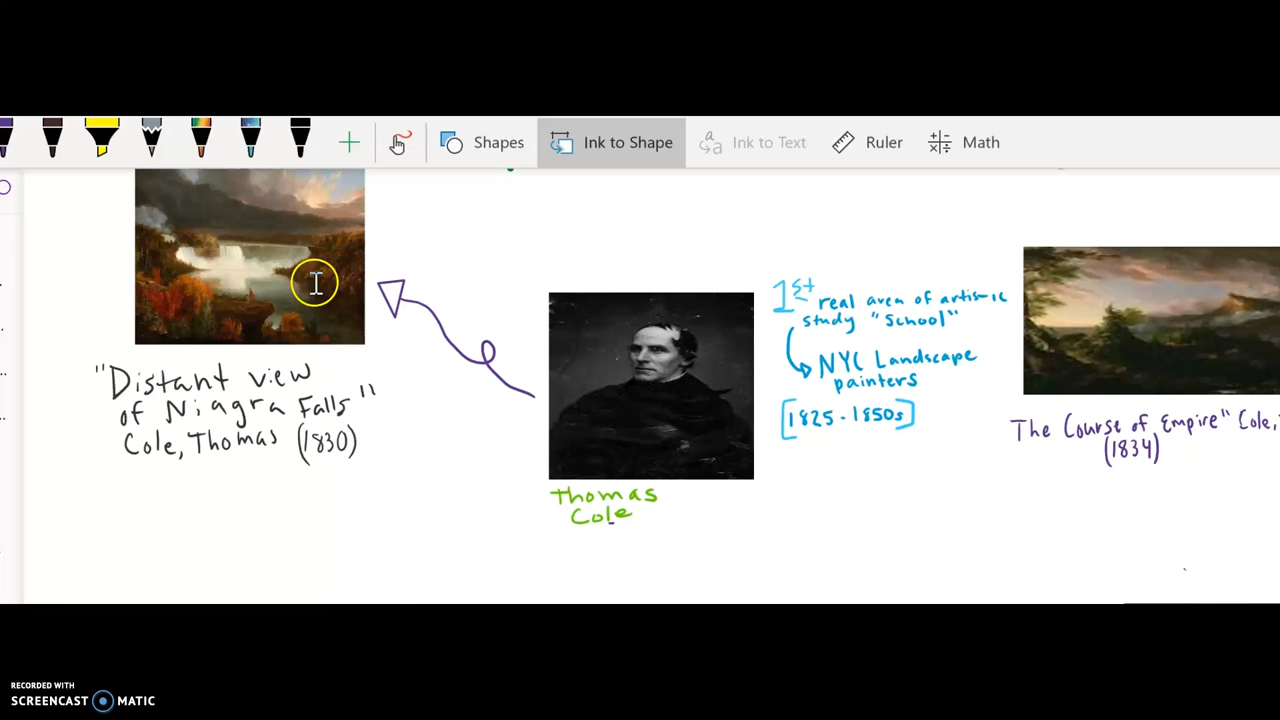 Shapes
Ink to Shape
Ink to Text
Ruler
Math
"Distant view
of Niagra Falls"
Cole, Thomas (1830)
Thomas
Cole
1st real area of artistic
study "School"
NYC Landscape
painters
[1825-1850s]
The Course of Empire" Cole,
(1834)
RECORDED WITH
SCREENCAST MATIC